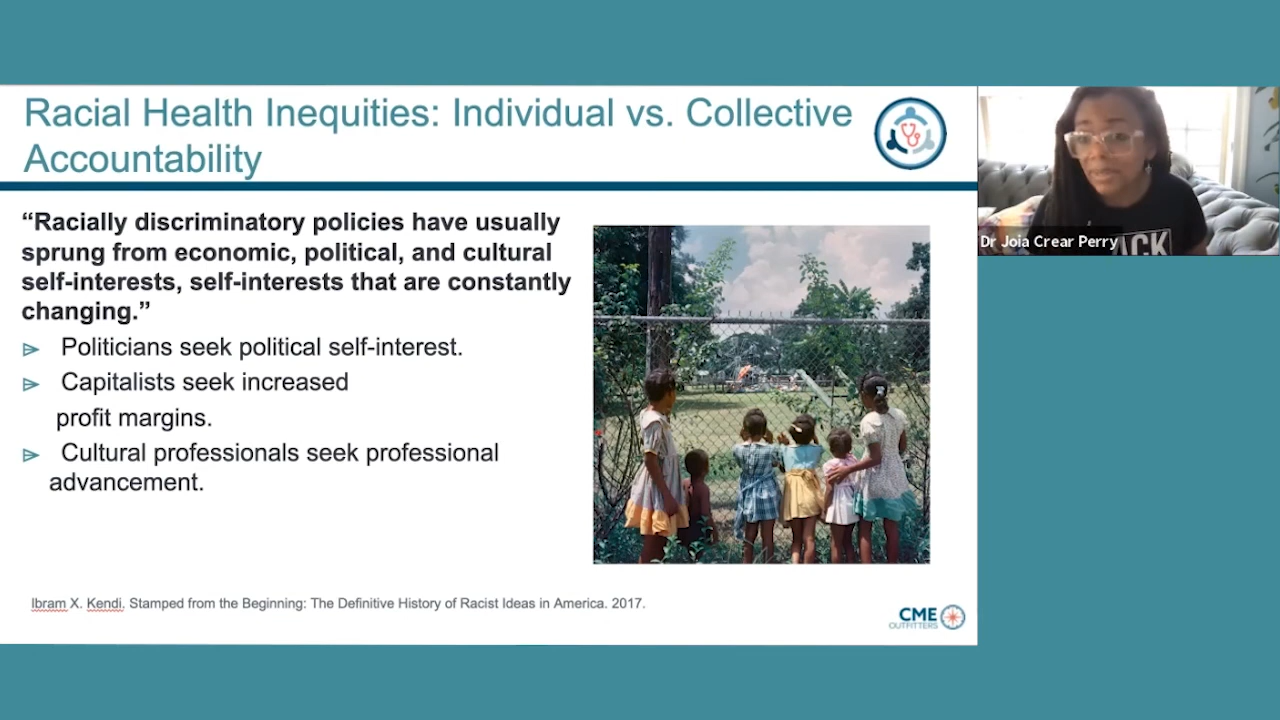 Racial Health Inequities: Individual vs. Collective
Accountability
“Racially discriminatory policies have usually
sprung from economic, political, and cultural
self-interests, self-interests that are constantly
changing.”
Politicians seek political self-interest.
Capitalists seek increased
profit margins.
Cultural professionals seek professional
advancement.
Ibram X. Kendi. Stamped from the Beginning: The Definitive History of Racist Ideas in America. 2017.
CME
OUTFITTERS
Dr Joia Crear Perry